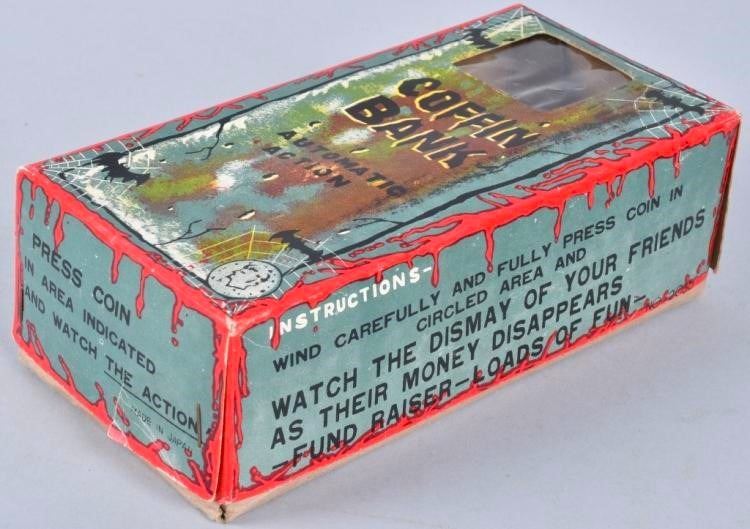 COFFIN
BANK
AUTOMATIC
ACTION
PRESS COIN
IN AREA INDICATED
AND WATCH THE ACTION
MADE IN JAPAN
INSTRUCTIONS-
WIND CAREFULLY AND FULLY PRESS COIN IN
CIRCLED AREA AND
WATCH THE DISMAY OF YOUR FRIENDS
AS THEIR MONEY DISAPPEARS
-FUND RAISER-LOADS OF FUN-